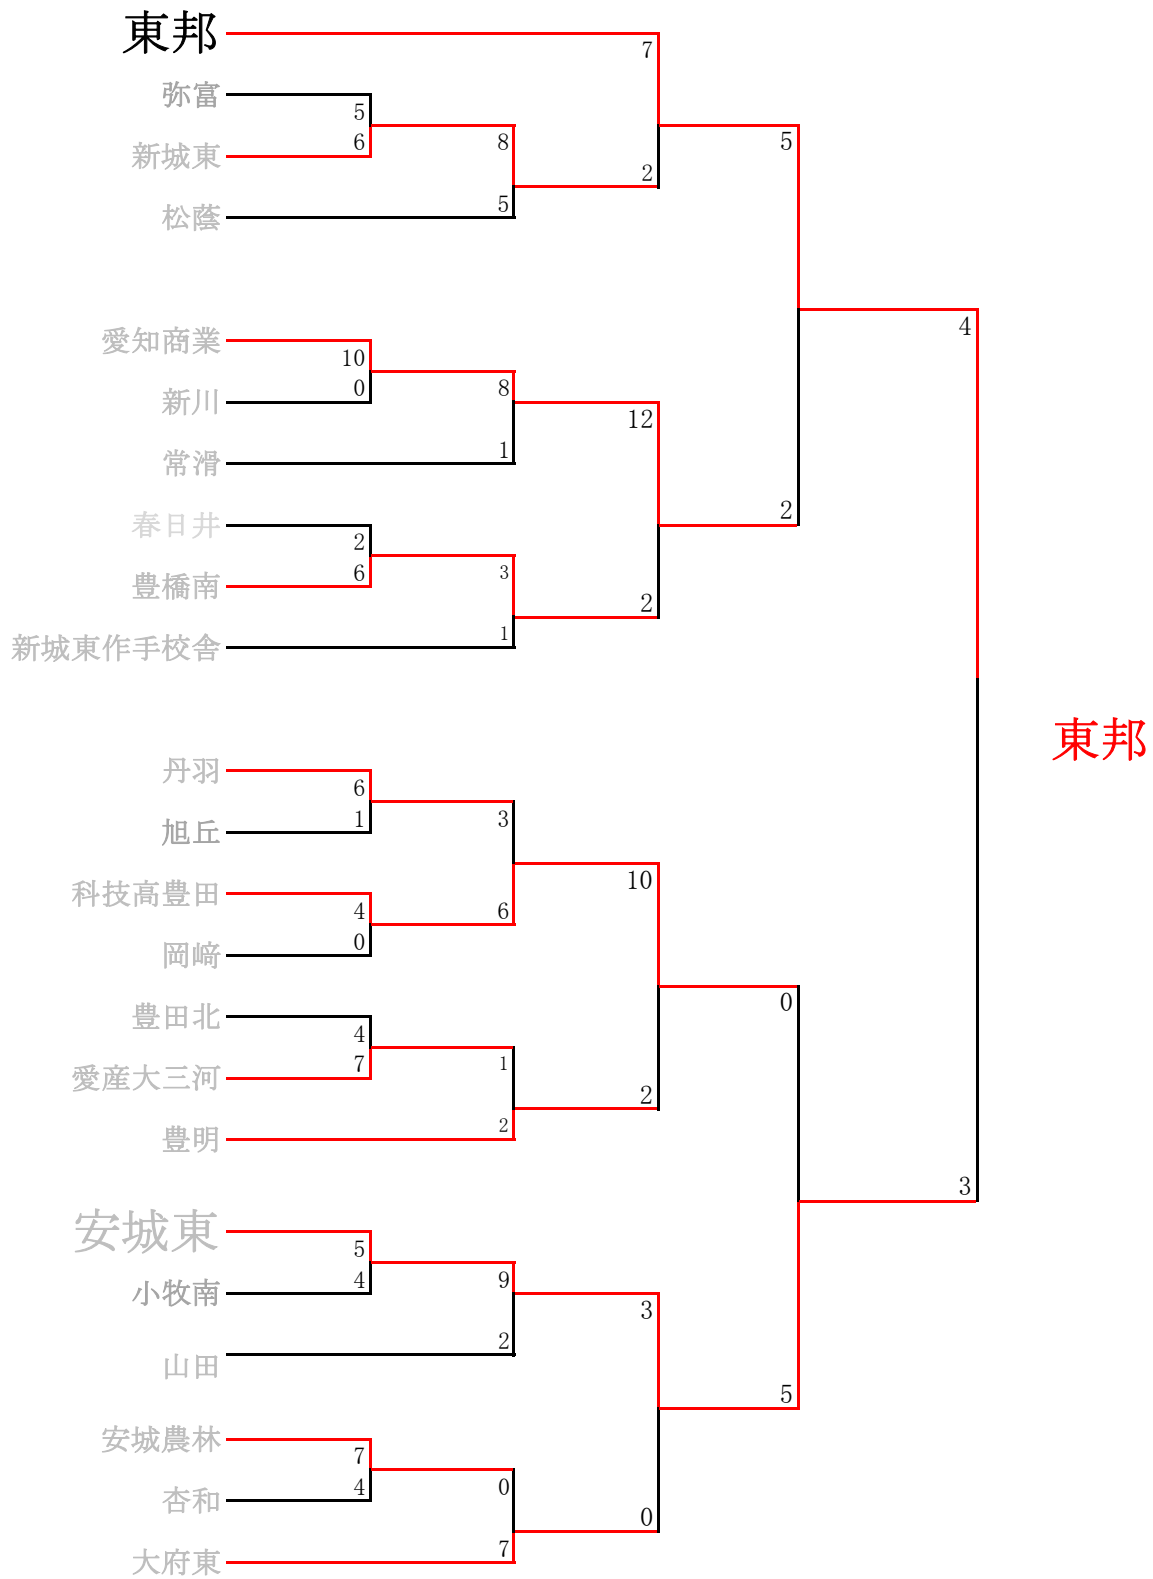 東邦
7
弥富
5
5
新城東
6
8
2
松蔭
5
4
愛知商業
10
新川
0
8
12
常滑
1
2
春日井
2
豊橋南
6
3
2
新城東作手校舎
1
東邦
丹羽
6
旭丘
1
3
科技高豊田
4
6
10
岡﨑
0
0
豊田北
4
愛産大三河
7
1
2
豊明
2
3
安城東
5
小牧南
4
9
3
山田
2
5
安城農林
7
杏和
4
0
0
大府東
7